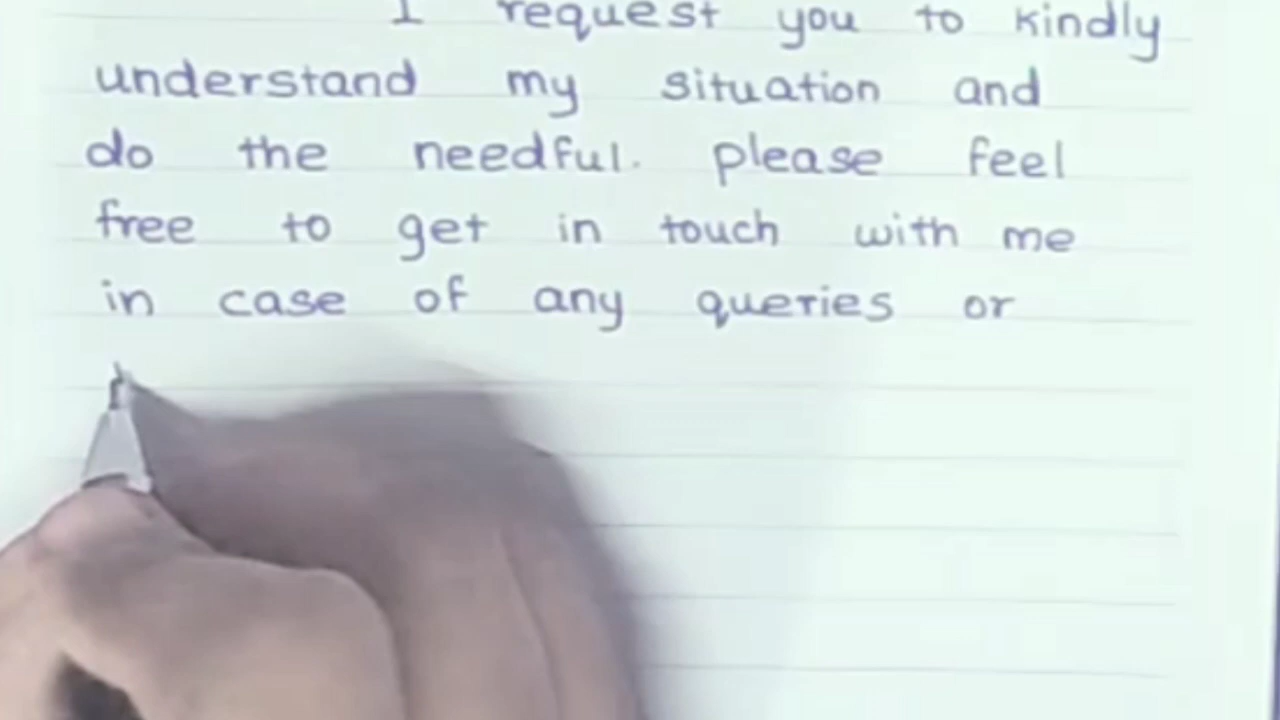 I request you to kindly
understand my situation and
do the needful. please feel
free to get in touch with me
in case of any queries or